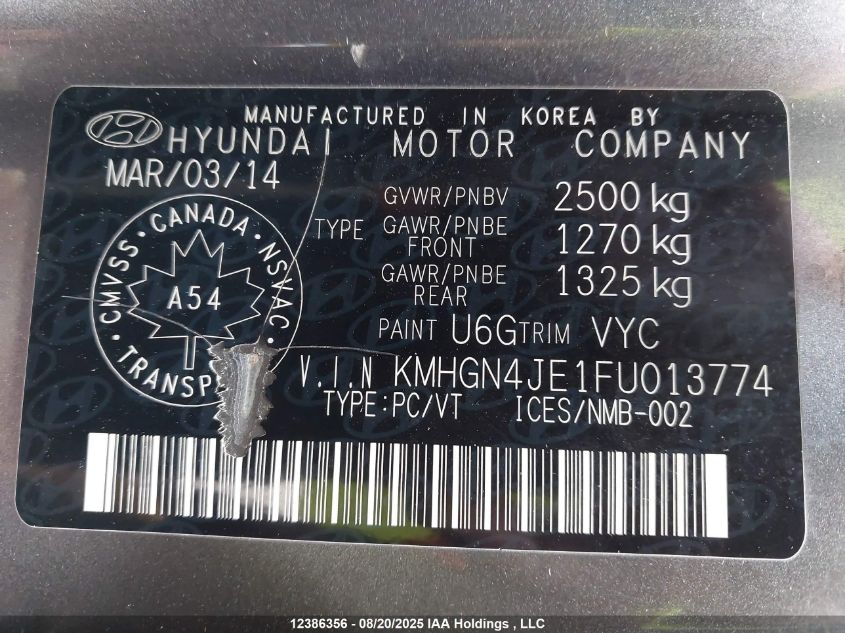 MANUFACTURED IN KOREA BY
HYUNDAI MOTOR COMPANY
MAR/03/14
GVWR/PNBV 2500 kg
TYPE GAWR/PNBE FRONT 1270 kg
GAWR/PNBE REAR 1325 kg
PAINT U6G TRIM VYC
CMVSS · CANADA · NSVAC ·
A54
V.I.N KMHGN4JE1FU013774
TYPE:PC/VT ICES/NMB-002
12386356 - 08/20/2025 IAA Holdings , LLC